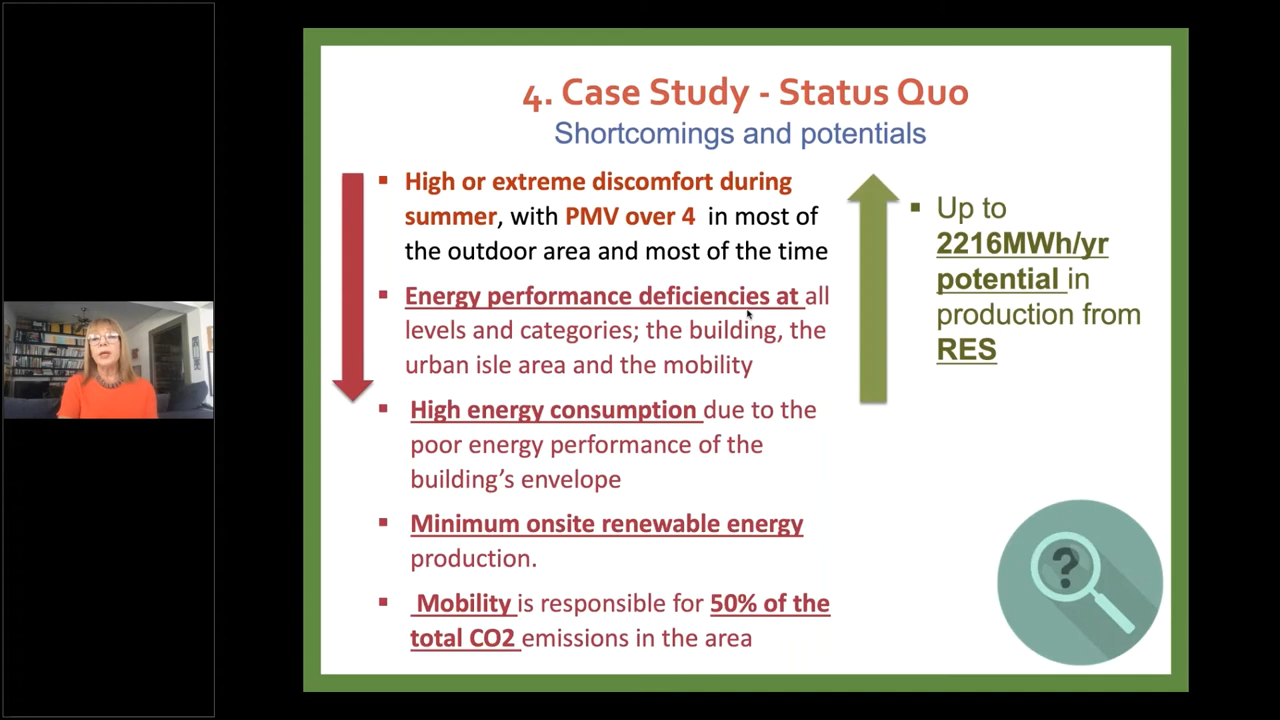 4. Case Study - Status Quo
Shortcomings and potentials
High or extreme discomfort during
summer, with PMV over 4 in most of
the outdoor area and most of the time
Energy performance deficiencies at all
levels and categories; the building, the
urban isle area and the mobility
High energy consumption due to the
poor energy performance of the
building’s envelope
Minimum onsite renewable energy
production.
Mobility is responsible for 50% of the
total CO2 emissions in the area
Up to
2216MWh/yr
potential in
production from
RES
?